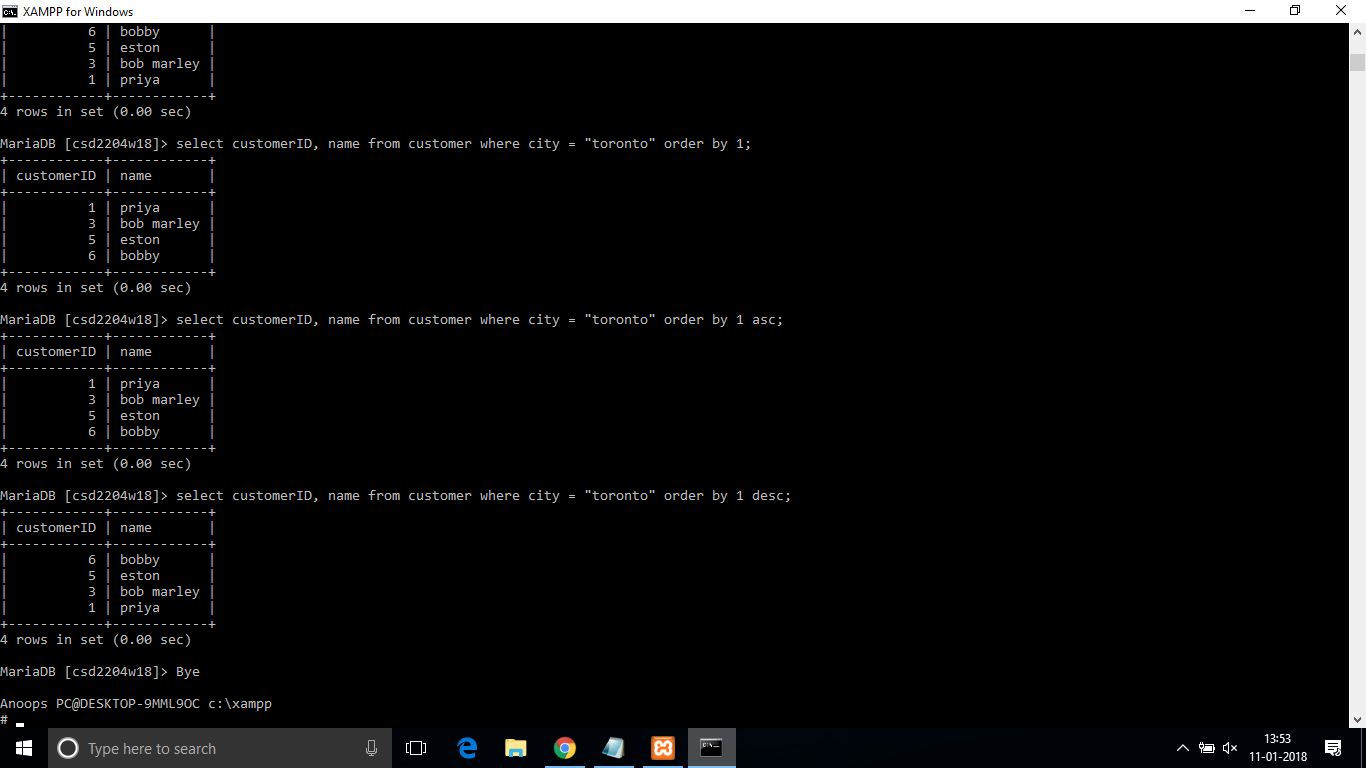 XAMPP for Windows
|           6 | bobby      |
|           5 | eston      |
|           3 | bob marley |
|           1 | priya      |
+------------+------------+
4 rows in set (0.00 sec)
MariaDB [csd2204w18]> select customerID, name from customer where city = "toronto" order by 1;
+------------+------------+
| customerID | name       |
+------------+------------+
|          1 | priya      |
|          3 | bob marley |
|          5 | eston      |
|          6 | bobby      |
+------------+------------+
4 rows in set (0.00 sec)
MariaDB [csd2204w18]> select customerID, name from customer where city = "toronto" order by 1 asc;
+------------+------------+
| customerID | name       |
+------------+------------+
|          1 | priya      |
|          3 | bob marley |
|          5 | eston      |
|          6 | bobby      |
+------------+------------+
4 rows in set (0.00 sec)
MariaDB [csd2204w18]> select customerID, name from customer where city = "toronto" order by 1 desc;
+------------+------------+
| customerID | name       |
+------------+------------+
|          6 | bobby      |
|          5 | eston      |
|          3 | bob marley |
|          1 | priya      |
+------------+------------+
4 rows in set (0.00 sec)
MariaDB [csd2204w18]> Bye
Anoops PC@DESKTOP-9MML9OC c:\xampp
#
Type here to search
13:53
11-01-2018